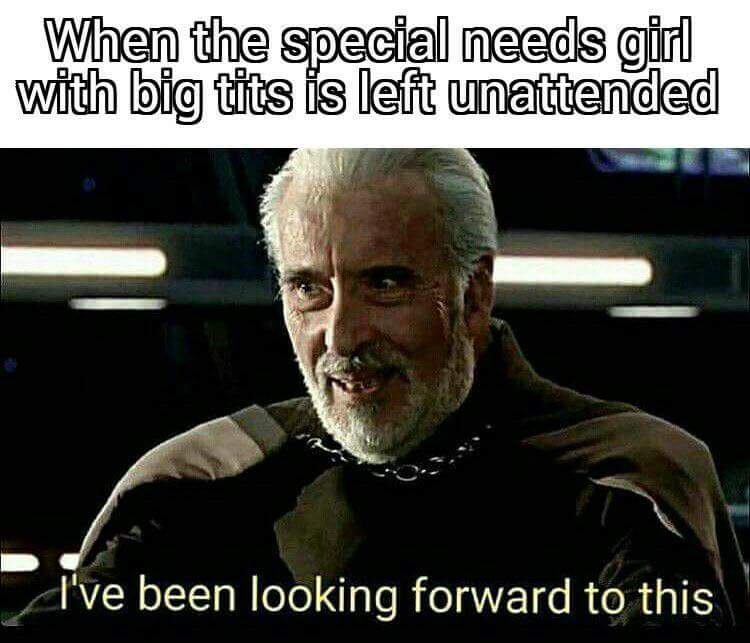 When the special needs girl
with big tits is left unattended
I've been looking forward to this